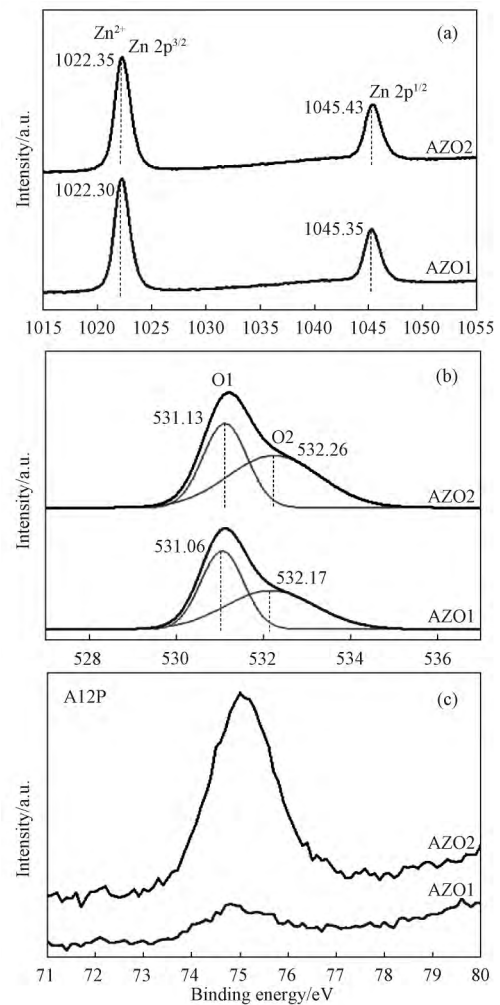 Zn2+
(a)
Zn 2p3/2
1022.35
Zn 2p1/2
1045.43
AZO2
1022.30
1045.35
AZO1
Intensity/a.u.
1015 1020 1025 1030 1035 1040 1045 1050 1055
O1
(b)
531.13
O2
532.26
AZO2
531.06
532.17
AZO1
Intensity/a.u.
528 530 532 534 536
A12P
(c)
AZO2
AZO1
Intensity/a.u.
71 72 73 74 75 76 77 78 79 80
Binding energy/eV